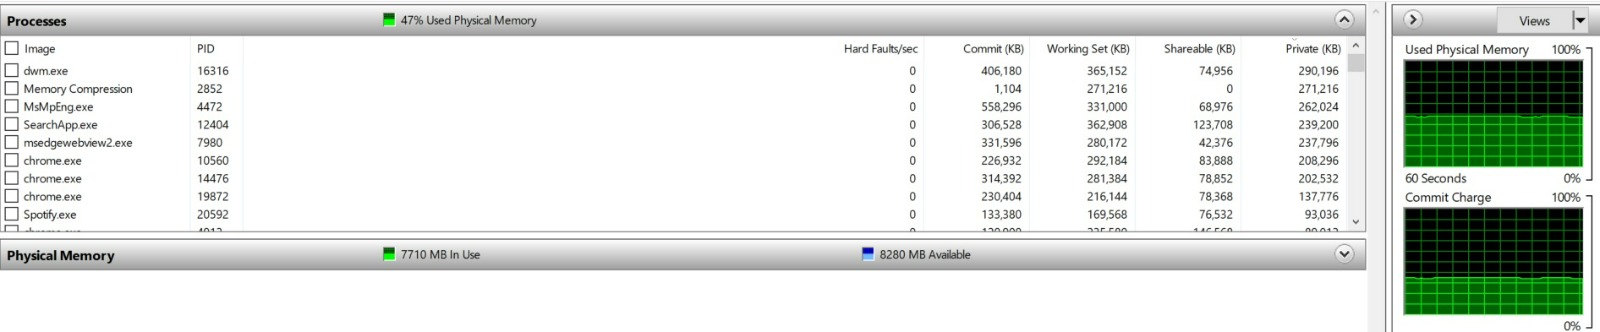 Processes 47% Used Physical Memory
Image PID Hard Faults/sec Commit (KB) Working Set (KB) Shareable (KB) Private (KB)
dwm.exe 16316 0 406,180 365,152 74,956 290,196
Memory Compression 2852 0 1,104 271,216 0 271,216
MsMpEng.exe 4472 0 558,296 331,000 68,976 262,024
SearchApp.exe 12404 0 306,528 362,908 123,708 239,200
msedgewebview2.exe 7980 0 331,596 280,172 42,376 237,796
chrome.exe 10560 0 226,932 292,184 83,888 208,296
chrome.exe 14476 0 314,392 281,384 78,852 202,532
chrome.exe 19872 0 230,404 216,144 78,368 137,776
Spotify.exe 20592 0 133,380 169,568 76,532 93,036
Physical Memory 7710 MB In Use 8280 MB Available
Views
Used Physical Memory 100%
60 Seconds 0%
Commit Charge 100%
0%